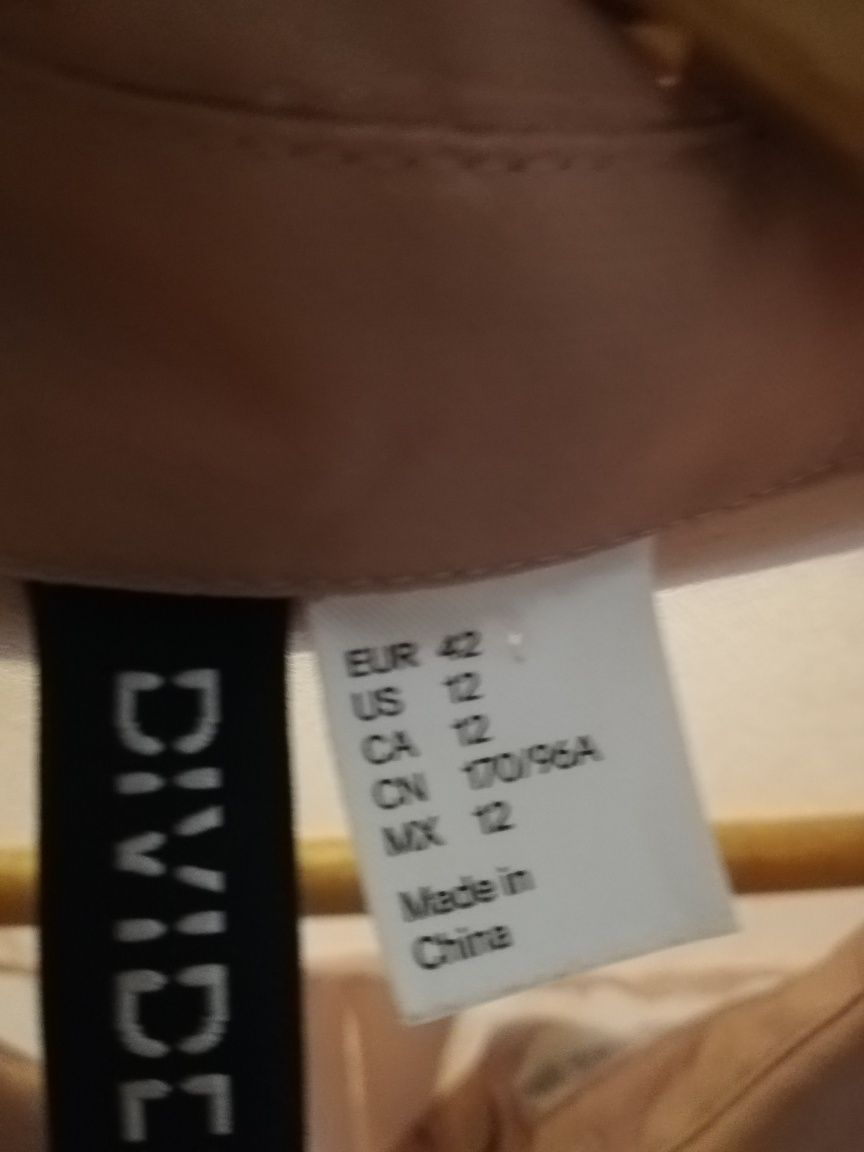 DIVIDE
EUR 42
US 12
CA 12
CN 170/96A
MX 12
Made in
China